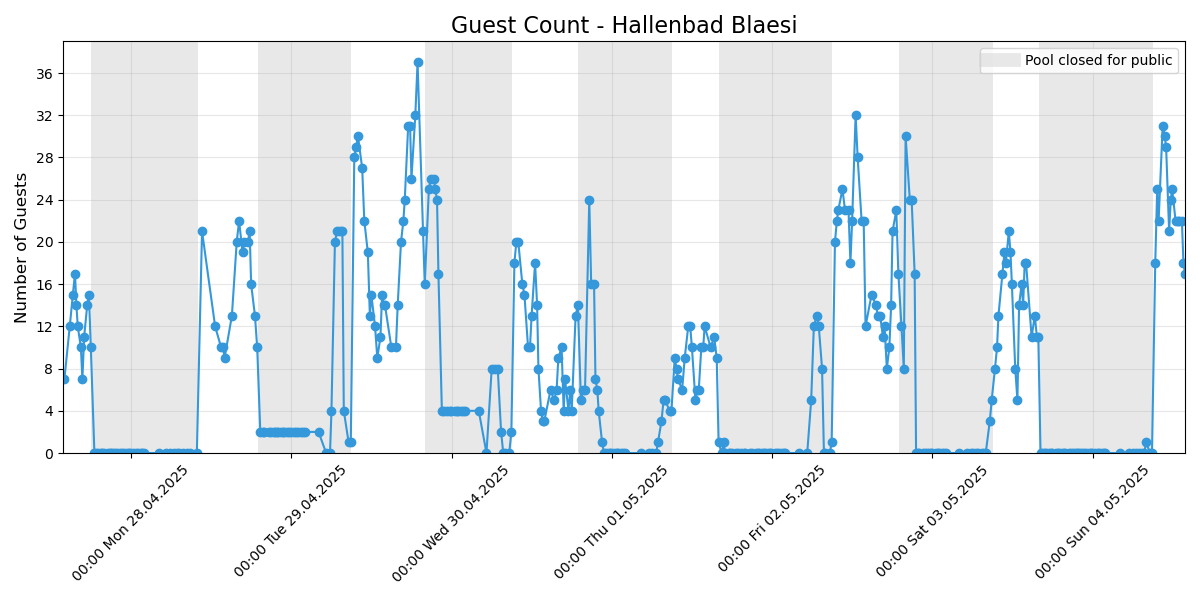 Guest Count - Hallenbad Blaesi
Pool closed for public
Number of Guests
36
32
28
24
20
16
12
8
4
0
00:00 Mon 28.04.2025
00:00 Tue 29.04.2025
00:00 Wed 30.04.2025
00:00 Thu 01.05.2025
00:00 Fri 02.05.2025
00:00 Sat 03.05.2025
00:00 Sun 04.05.2025